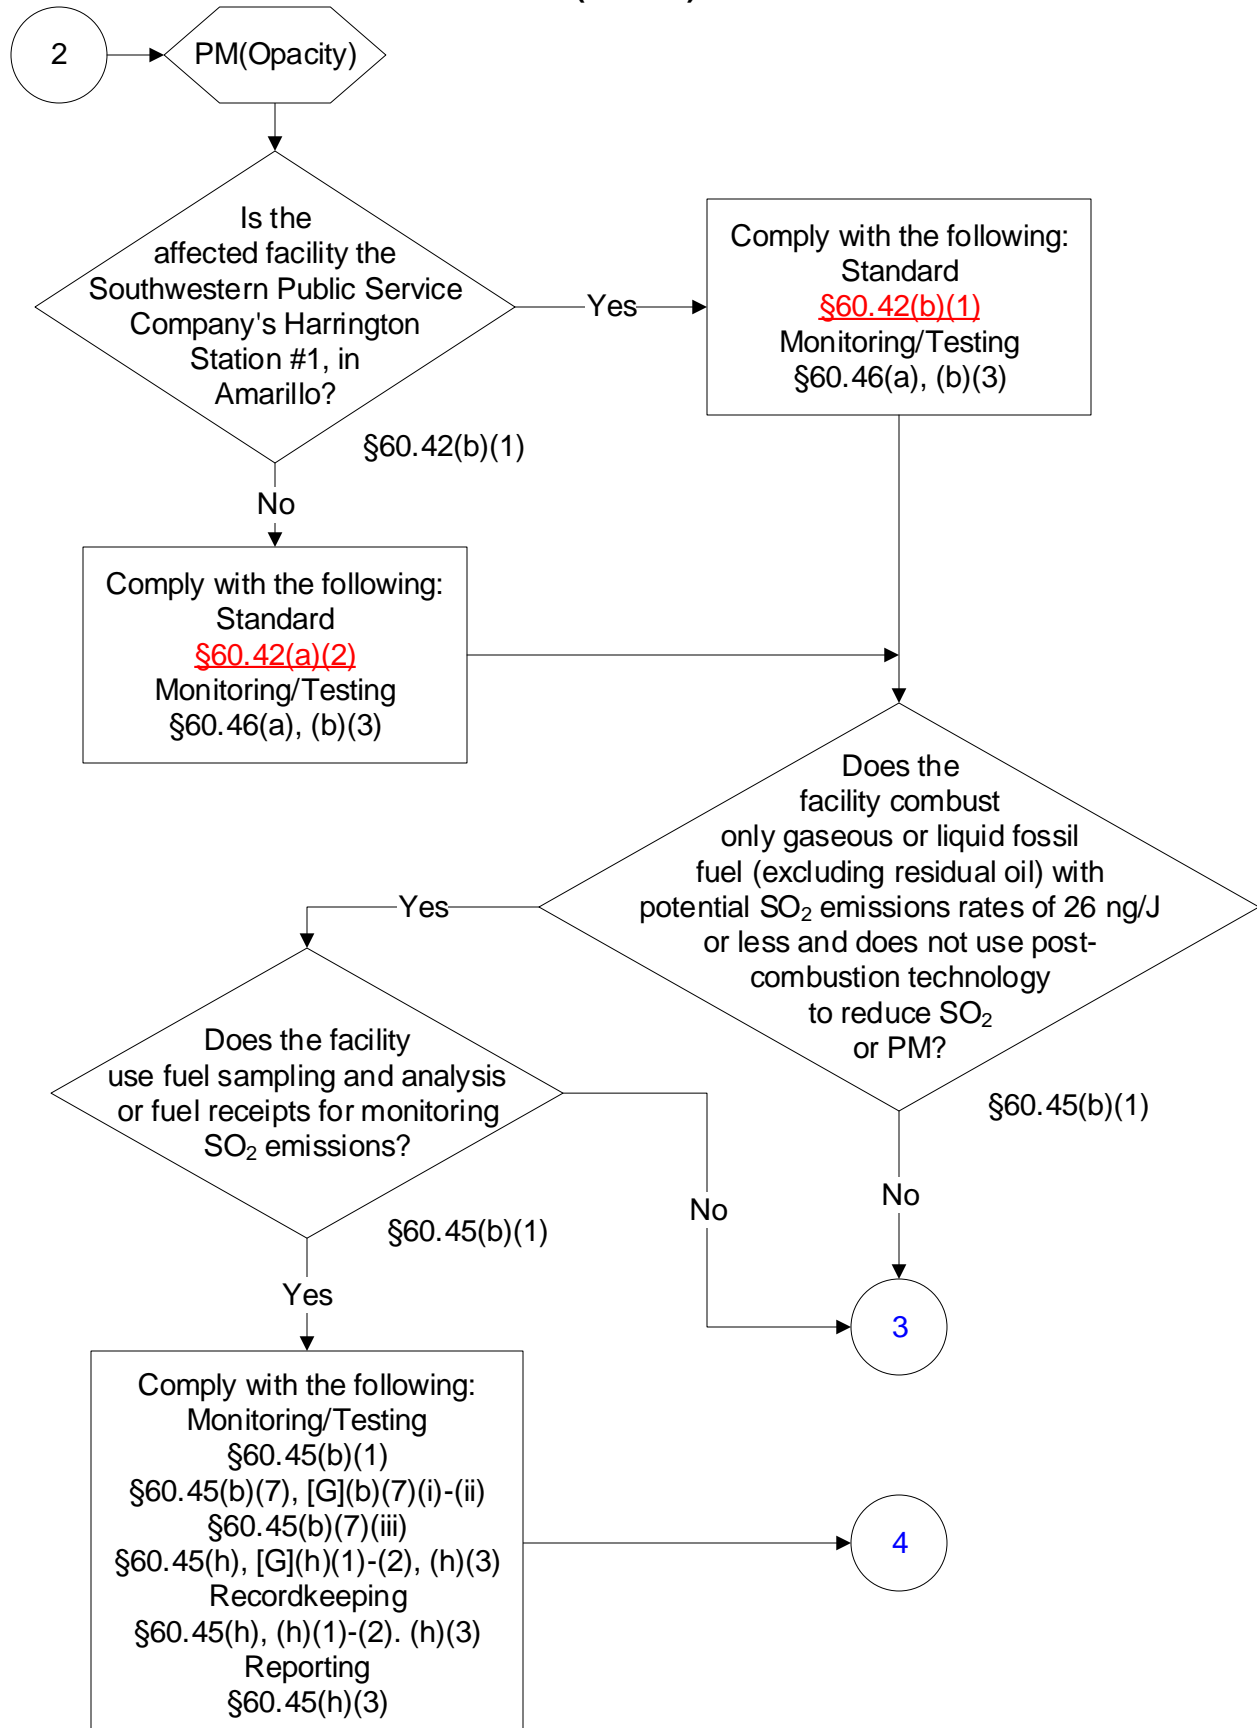 2
PM(Opacity)
Is the
affected facility the
Southwestern Public Service
Company's Harrington
Station #1, in
Amarillo?
§60.42(b)(1)
Yes
Comply with the following:
Standard
§60.42(b)(1)
Monitoring/Testing
§60.46(a), (b)(3)
No
Comply with the following:
Standard
§60.42(a)(2)
Monitoring/Testing
§60.46(a), (b)(3)
Does the
facility combust
only gaseous or liquid fossil
fuel (excluding residual oil) with
potential SO₂ emissions rates of 26 ng/J
or less and does not use post-
combustion technology
to reduce SO₂
or PM?
§60.45(b)(1)
Yes
No
Does the facility
use fuel sampling and analysis
or fuel receipts for monitoring
SO₂ emissions?
§60.45(b)(1)
No
3
Yes
Comply with the following:
Monitoring/Testing
§60.45(b)(1)
§60.45(b)(7), [G](b)(7)(i)-(ii)
§60.45(b)(7)(iii)
§60.45(h), [G](h)(1)-(2), (h)(3)
Recordkeeping
§60.45(h), (h)(1)-(2). (h)(3)
Reporting
§60.45(h)(3)
4